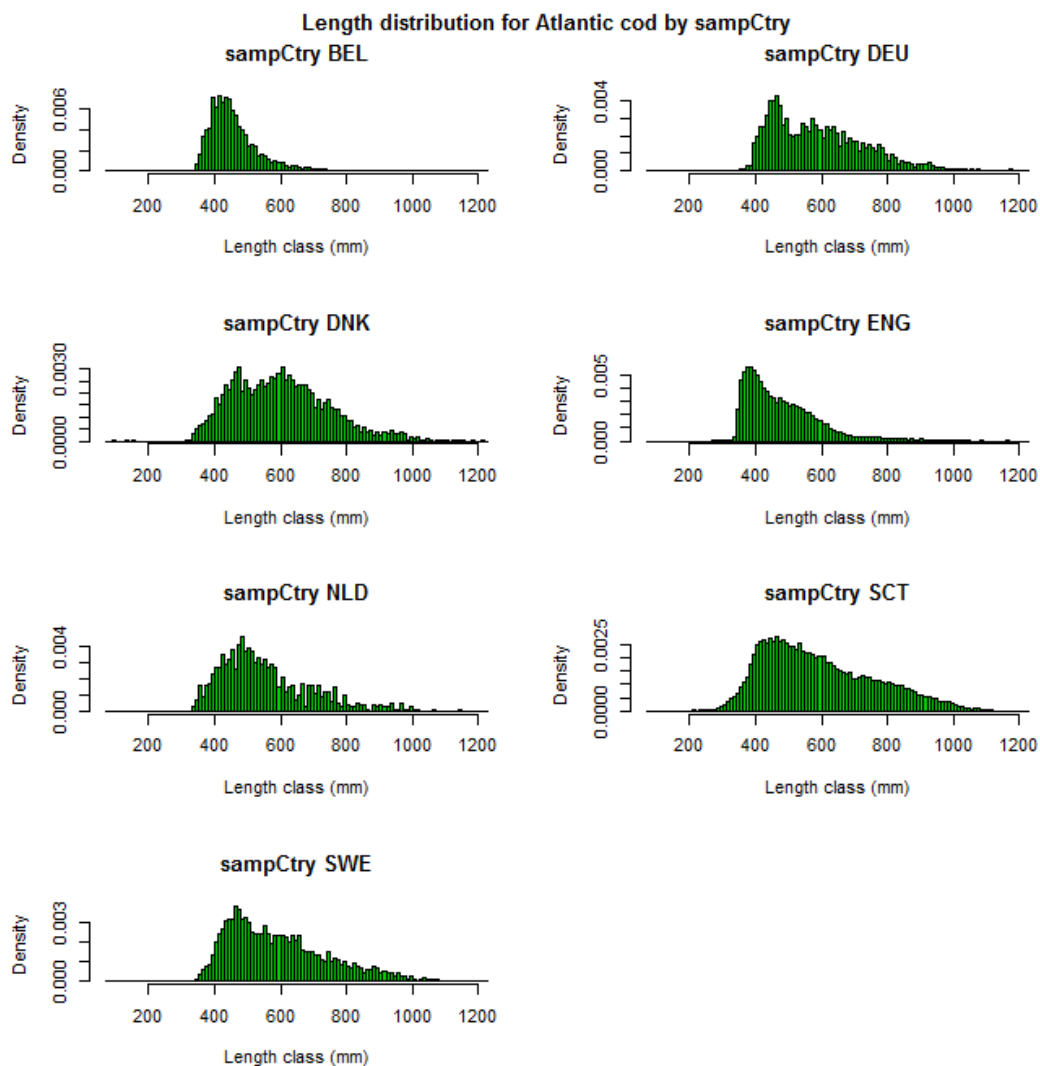 Length distribution for Atlantic cod by sampCtry
sampCtry BEL
Density
0.000 0.006
200 400 600 800 1000 1200
Length class (mm)
sampCtry DEU
Density
0.000 0.004
200 400 600 800 1000 1200
Length class (mm)
sampCtry DNK
Density
0.0000 0.0030
200 400 600 800 1000 1200
Length class (mm)
sampCtry ENG
Density
0.000 0.005
200 400 600 800 1000 1200
Length class (mm)
sampCtry NLD
Density
0.000 0.004
200 400 600 800 1000 1200
Length class (mm)
sampCtry SCT
Density
0.0000 0.0025
200 400 600 800 1000 1200
Length class (mm)
sampCtry SWE
Density
0.000 0.003
200 400 600 800 1000 1200
Length class (mm)